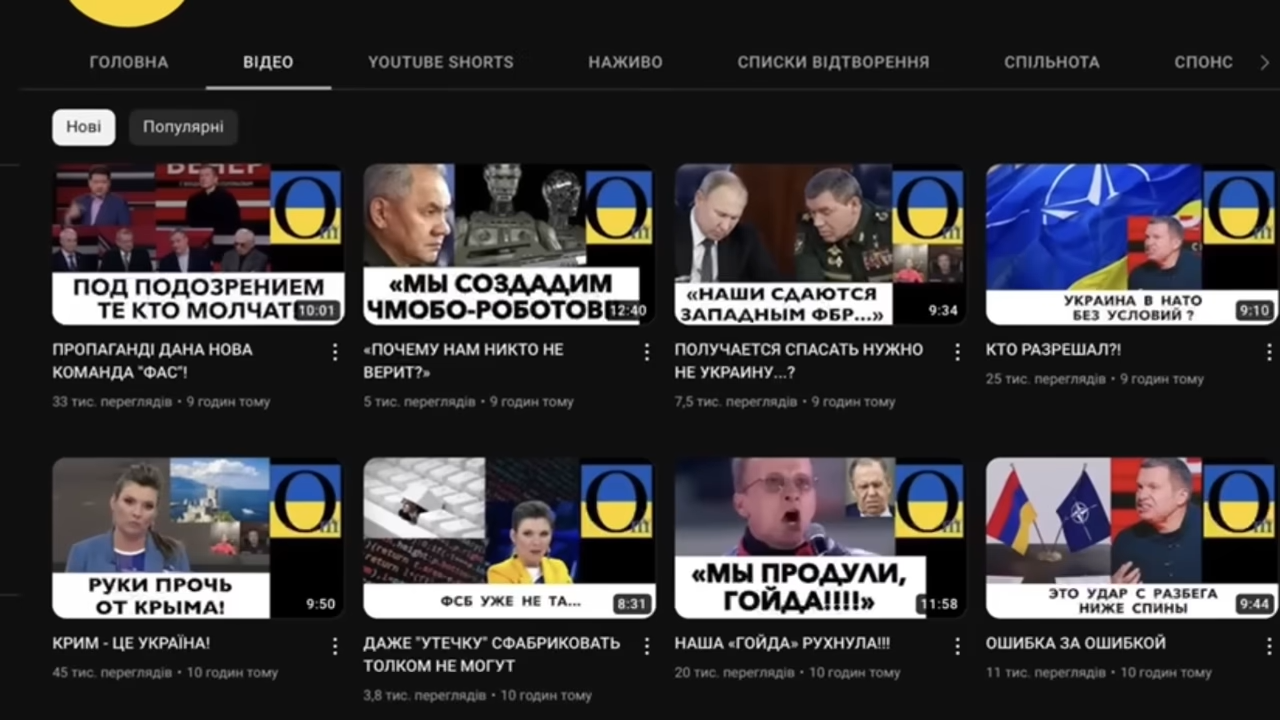 ГОЛОВНА ВІДЕО YOUTUBE SHORTS НАЖИВО СПИСКИ ВІДТВОРЕННЯ СПІЛЬНОТА СПОНС
Нові Популярні
ВЕЧЕР
ПОД ПОДОЗРЕНИЕМ
ТЕ КТО МОЛЧАТ
10:01
ПРОПАГАНДІ ДАНА НОВА
КОМАНДА "ФАС"!
33 тис. переглядів • 9 годин тому
«МЫ СОЗДАДИМ
ЧМОБО-РОБОТОВ
12:40
«ПОЧЕМУ НАМ НИКТО НЕ
ВЕРИТ?»
5 тис. переглядів • 9 годин тому
«НАШИ СДАЮТСЯ
ЗАПАДНЫМ ФБР...»
9:34
ПОЛУЧАЕТСЯ СПАСАТЬ НУЖНО
НЕ УКРАИНУ...?
7,5 тис. переглядів • 9 годин тому
УКРАИНА В НАТО
БЕЗ УСЛОВИЙ ?
9:10
КТО РАЗРЕШАЛ?!
25 тис. переглядів • 9 годин тому
РУКИ ПРОЧЬ
ОТ КРЫМА!
9:50
КРИМ - ЦЕ УКРАЇНА!
45 тис. переглядів • 10 годин тому
ФСБ УЖЕ НЕ ТА...
8:31
ДАЖЕ "УТЕЧКУ" СФАБРИКОВАТЬ
ТОЛКОМ НЕ МОГУТ
3,8 тис. переглядів • 10 годин тому
«МЫ ПРОДУЛИ,
ГОЙДА!!!!»
11:58
НАША «ГОЙДА» РУХНУЛА!!!
20 тис. переглядів • 10 годин тому
ЭТО УДАР С РАЗБЕГА
НИЖЕ СПИНЫ
9:44
ОШИБКА ЗА ОШИБКОЙ
11 тис. переглядів • 10 годин тому